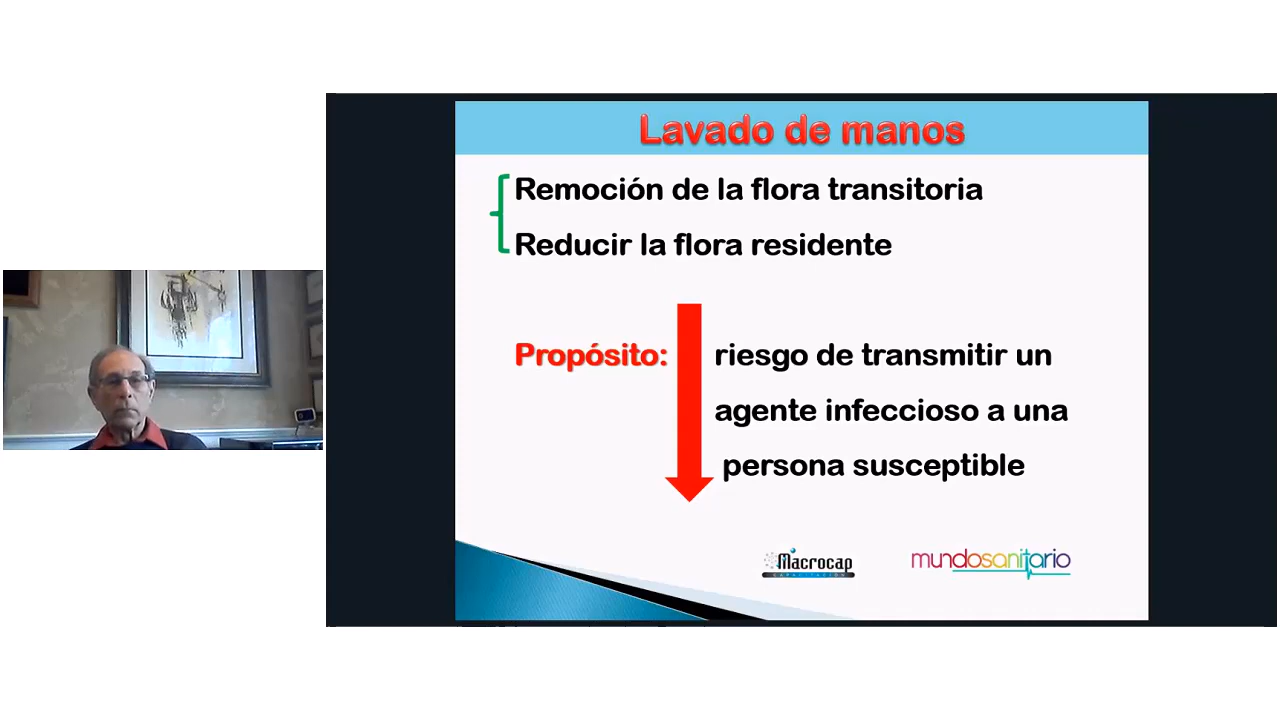 Lavado de manos
Remoción de la flora transitoria
Reducir la flora residente
Propósito: riesgo de transmitir un
agente infeccioso a una
persona susceptible
Macrocap
CAPACITACION
mundosanitario